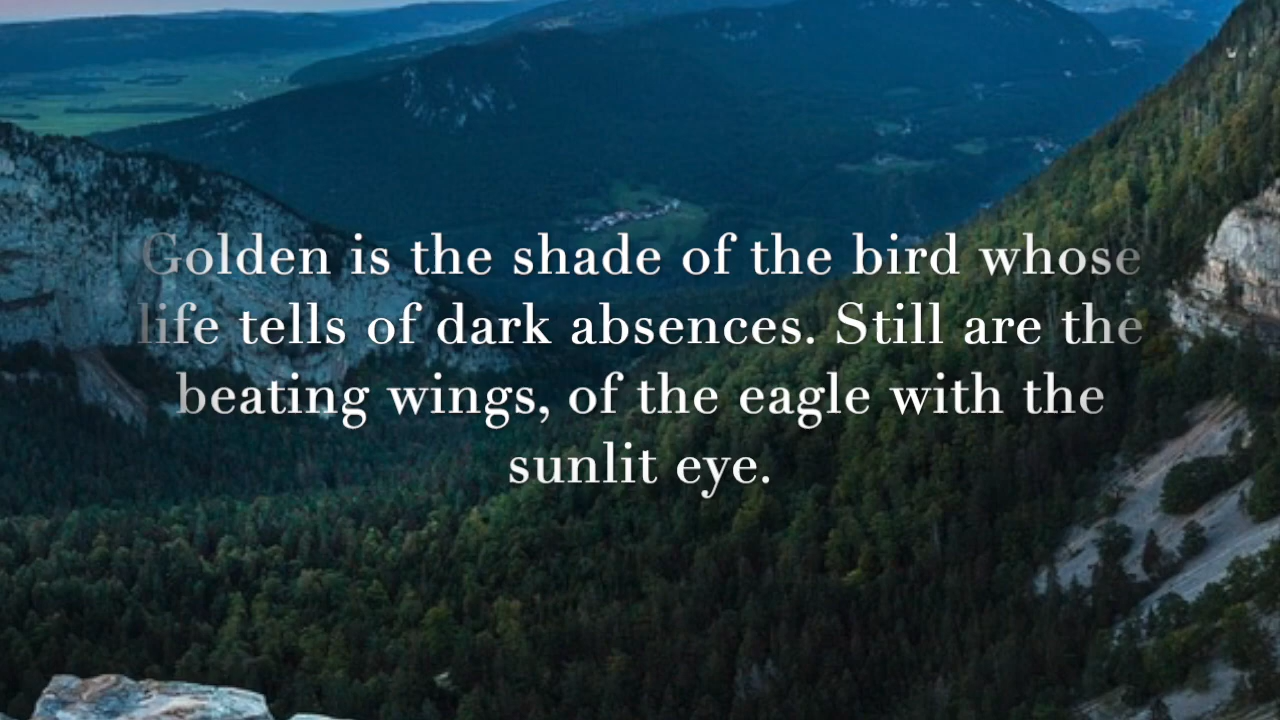 Golden is the shade of the bird whose
life tells of dark absences. Still are the
beating wings, of the eagle with the
sunlit eye.